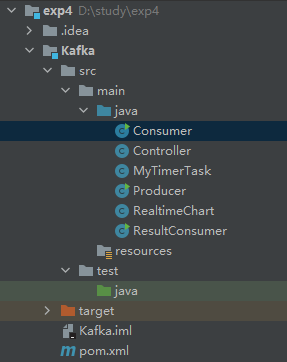 exp4 D:\study\exp4
.idea
Kafka
src
main
java
Consumer
Controller
MyTimerTask
Producer
RealtimeChart
ResultConsumer
resources
test
java
target
Kafka.iml
pom.xml